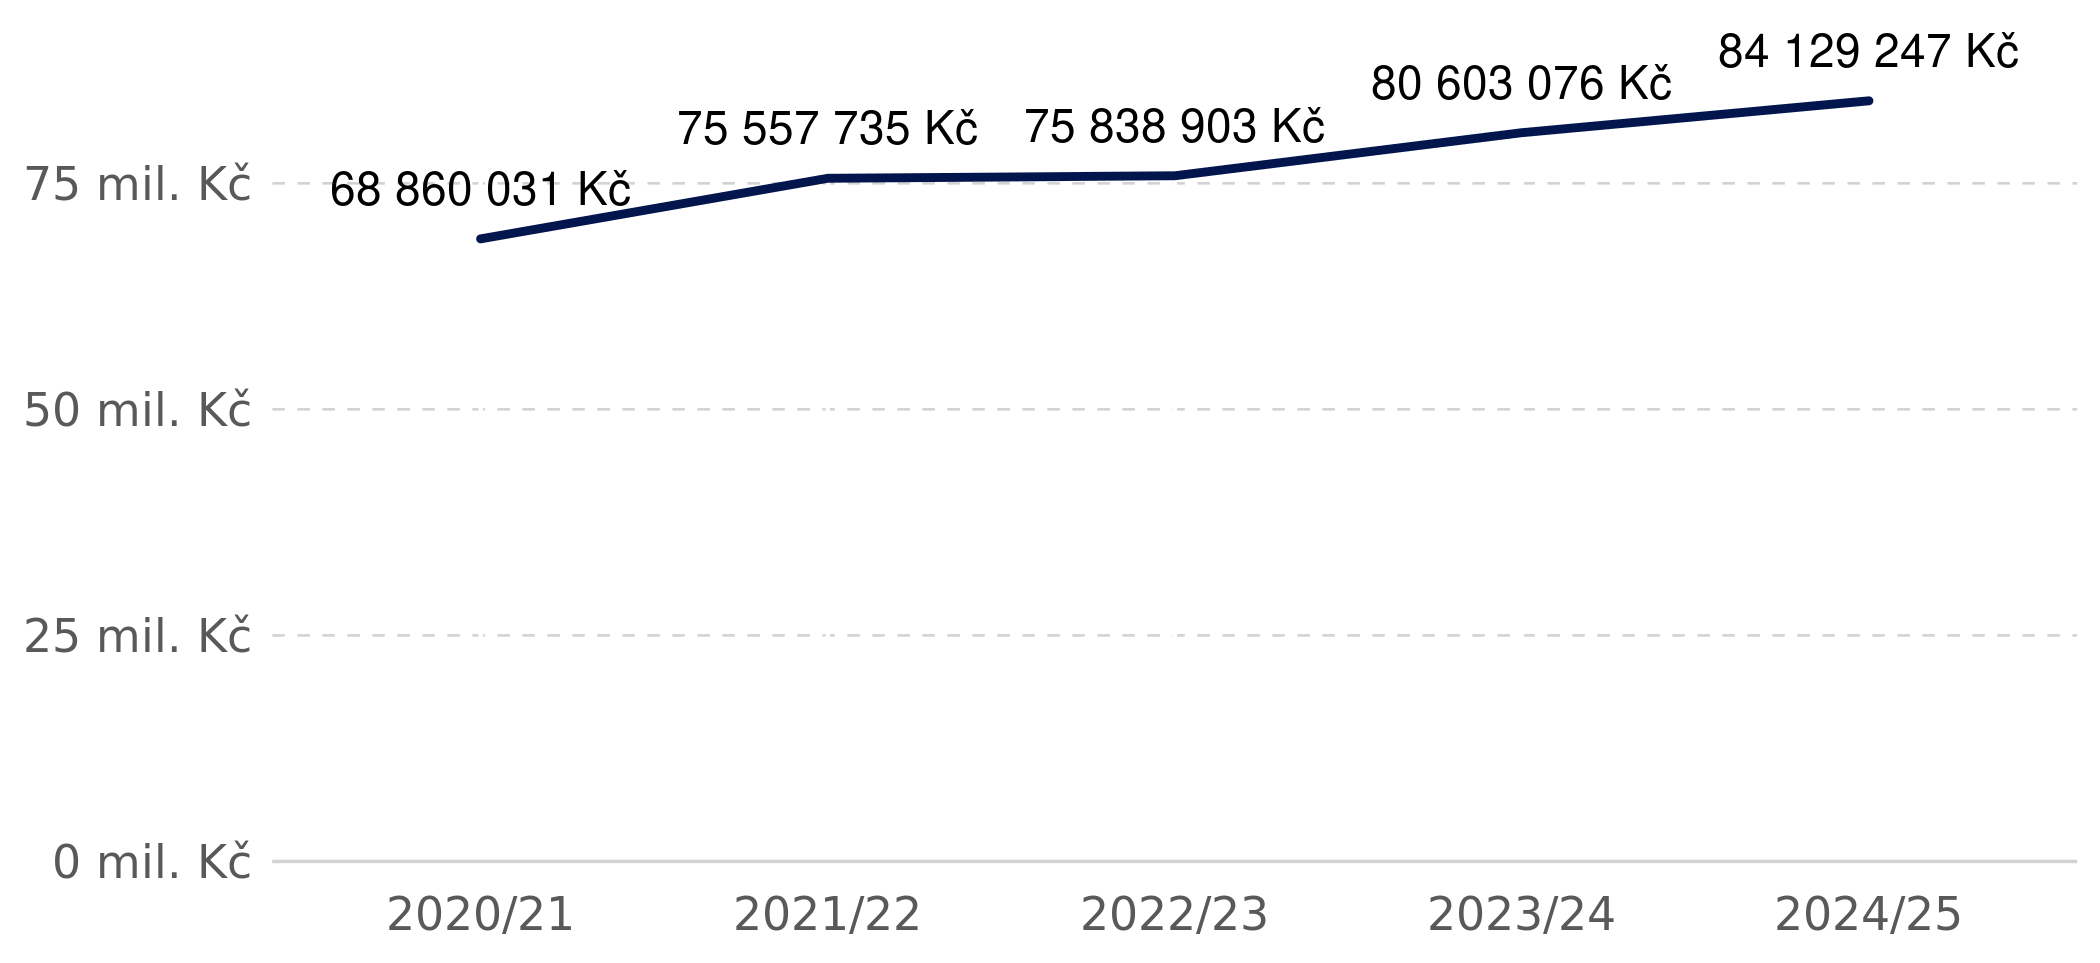 84 129 247 Kč
80 603 076 Kč
75 557 735 Kč
75 838 903 Kč
75 mil. Kč
68 860 031 Kč
50 mil. Kč
25 mil. Kč
0 mil. Kč
2020/21
2021/22
2022/23
2023/24
2024/25